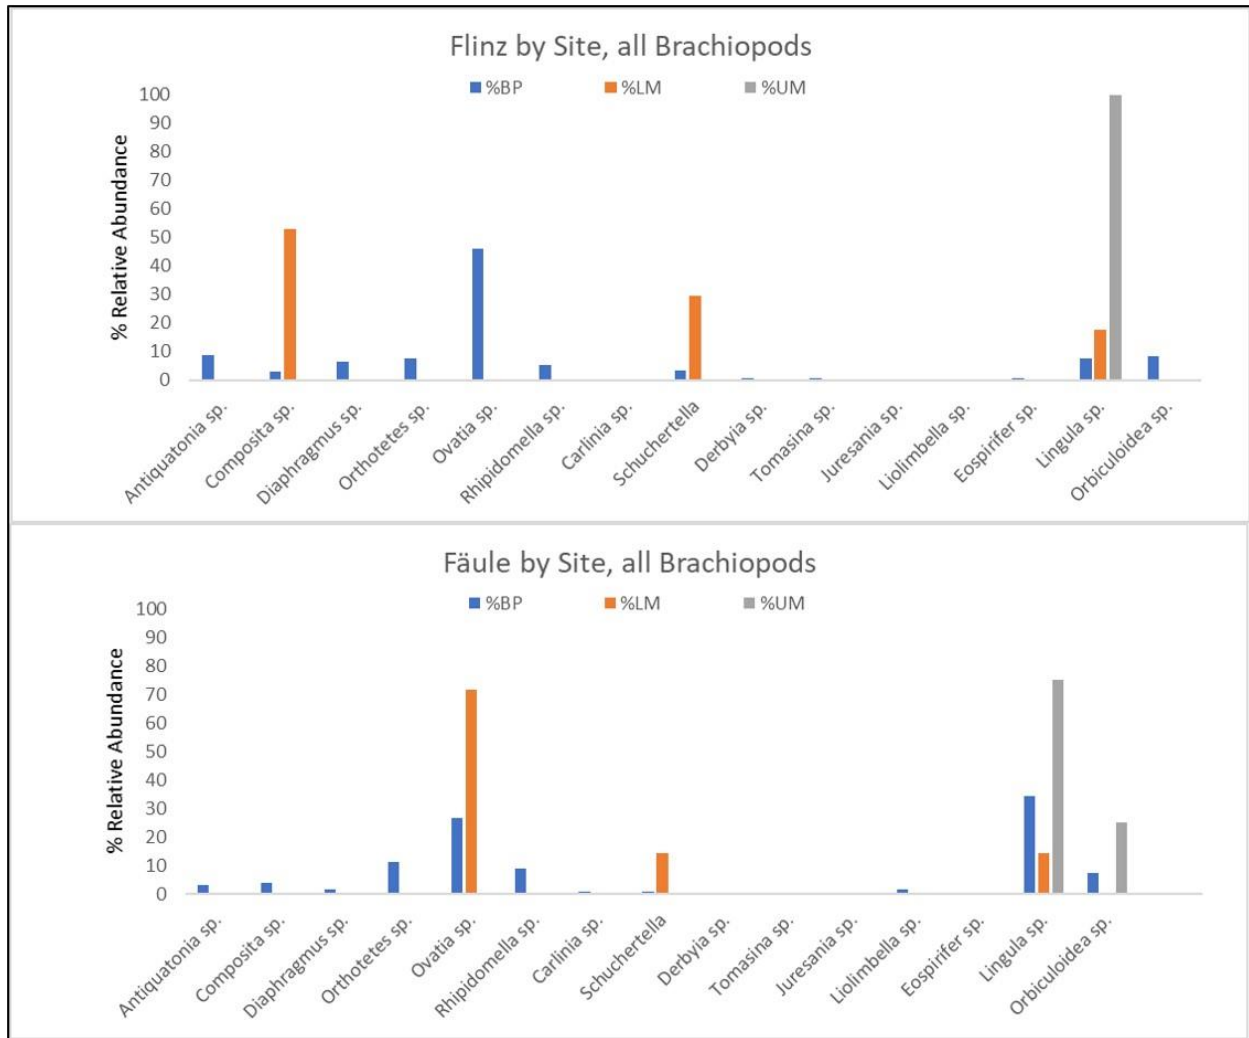 Flinz by Site, all Brachiopods
%BP %LM %UM
% Relative Abundance
100
90
80
70
60
50
40
30
20
10
0
Antiquatonia sp.
Composita sp.
Diaphragmus sp.
Orthotetes sp.
Ovatia sp.
Rhipidomella sp.
Carlinia sp.
Schuchertella
Derbyia sp.
Tomasina sp.
Juresania sp.
Liolimbella sp.
Eospirifer sp.
Lingula sp.
Orbiculoidea sp.
Fäule by Site, all Brachiopods
%BP %LM %UM
% Relative Abundance
100
90
80
70
60
50
40
30
20
10
0
Antiquatonia sp.
Composita sp.
Diaphragmus sp.
Orthotetes sp.
Ovatia sp.
Rhipidomella sp.
Carlinia sp.
Schuchertella
Derbyia sp.
Tomasina sp.
Juresania sp.
Liolimbella sp.
Eospirifer sp.
Lingula sp.
Orbiculoidea sp.